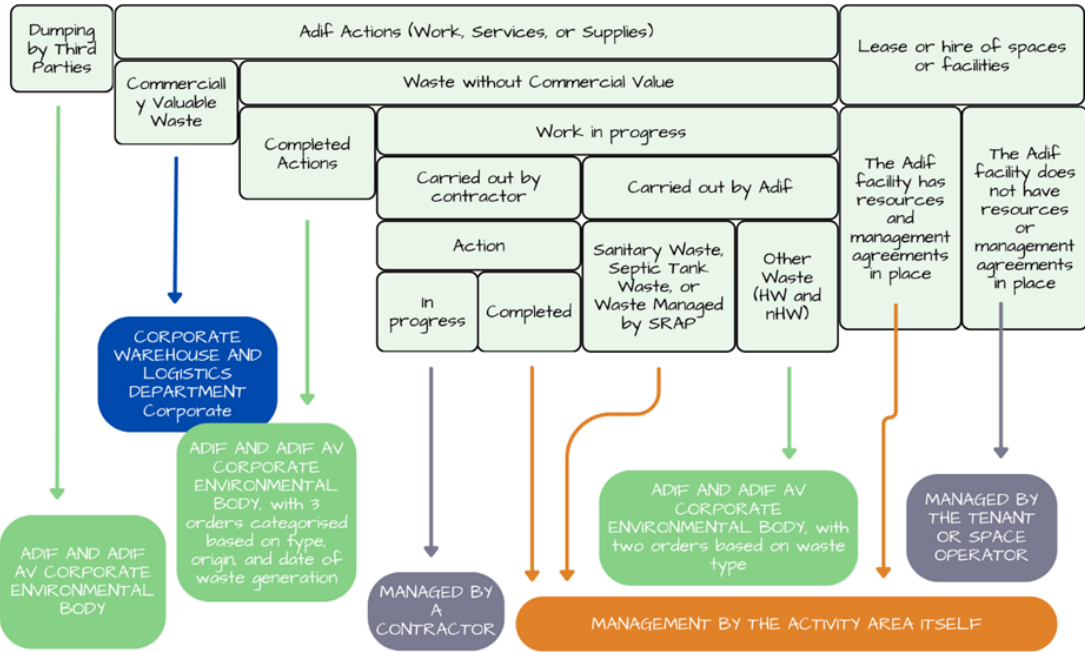 Dumping
by Third
Parties
Adif Actions (Work, Services, or Supplies)
Lease or hire of spaces
or facilities
Commerciall
y Valuable
Waste
Waste without Commercial Value
Completed
Actions
Work in progress
The Adif
facility has
resources
and
management
agreements
in place
The Adif
facility does
not have
resources
or
management
agreements
in place
Carried out by
contractor
Carried out by Adif
Action
Sanitary Waste,
Septic Tank
Waste, or
Waste Managed
by SRAP
Other
Waste
(HW and
nHW)
In
progress
Completed
CORPORATE
WAREHOUSE AND
LOGISTICS
DEPARTMENT
Corporate
ADIF AND ADIF AV
CORPORATE
ENVIRONMENTAL
BODY, with 3
orders categorised
based on type,
origin, and date of
waste generation
ADIF AND ADIF AV
CORPORATE
ENVIRONMENTAL BODY, with
two orders based on waste
type
MANAGED BY
THE TENANT
OR SPACE
OPERATOR
ADIF AND ADIF
AV CORPORATE
ENVIRONMENTAL
BODY
MANAGED BY
A
CONTRACTOR
MANAGEMENT BY THE ACTIVITY AREA ITSELF